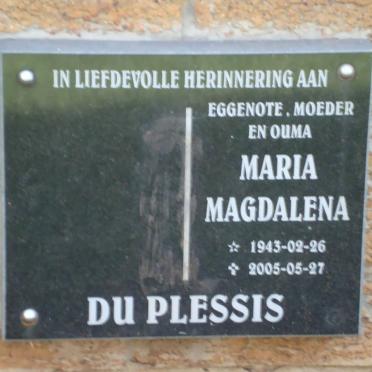 IN LIEFDEVOLLE HERINNERING AAN
EGGENOTE, MOEDER
EN OUMA
MARIA
MAGDALENA
☆ 1943-02-26
✞ 2005-05-27
DU PLESSIS